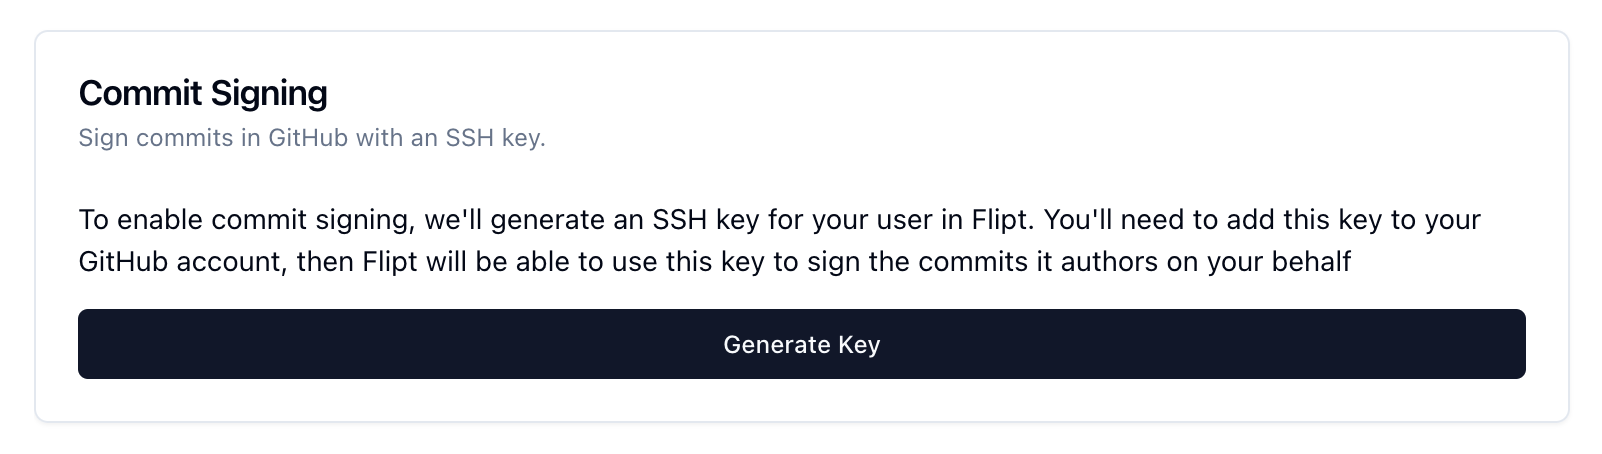 Commit Signing
Sign commits in GitHub with an SSH key.
To enable commit signing, we'll generate an SSH key for your user in Flipt. You'll need to add this key to your
GitHub account, then Flipt will be able to use this key to sign the commits it authors on your behalf
Generate Key